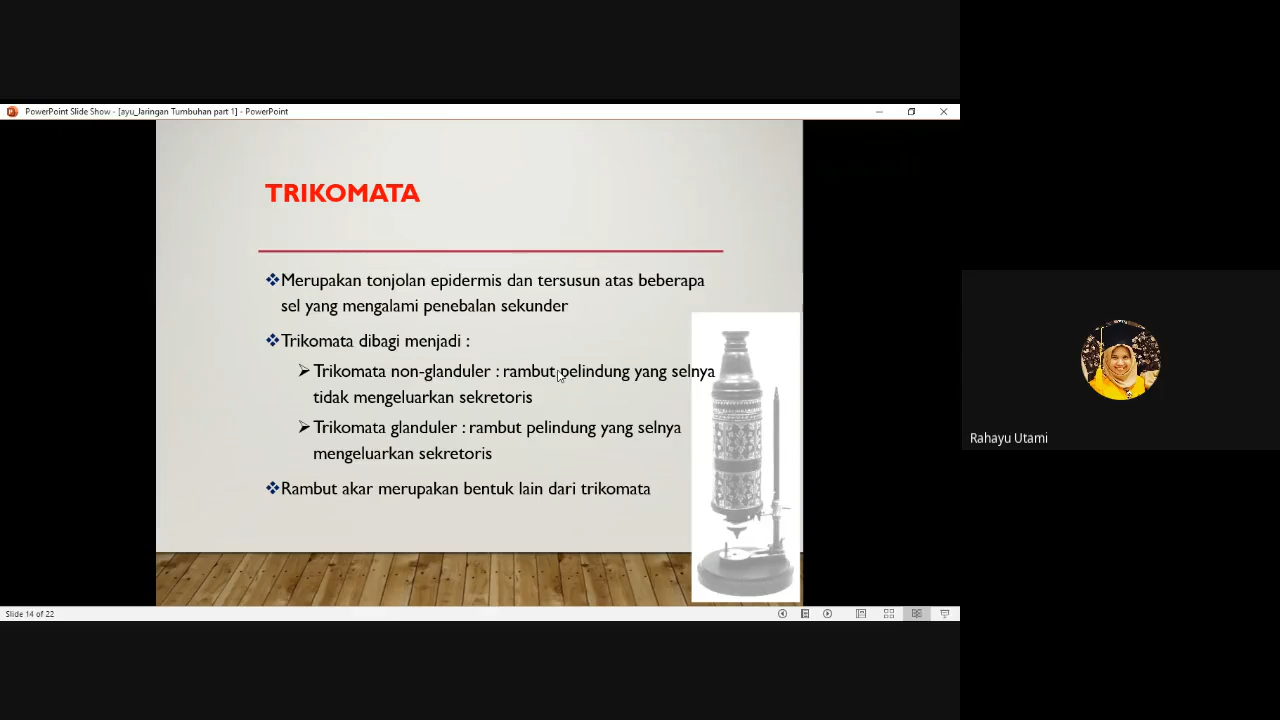 PowerPoint Slide Show - [ayu_Jaringan Tumbuhan part 1] - PowerPoint
TRIKOMATA
Merupakan tonjolan epidermis dan tersusun atas beberapa
sel yang mengalami penebalan sekunder
Trikomata dibagi menjadi :
Trikomata non-glanduler : rambut pelindung yang selnya
tidak mengeluarkan sekretoris
Trikomata glanduler : rambut pelindung yang selnya
mengeluarkan sekretoris
Rambut akar merupakan bentuk lain dari trikomata
Slide 14 of 22
Rahayu Utami